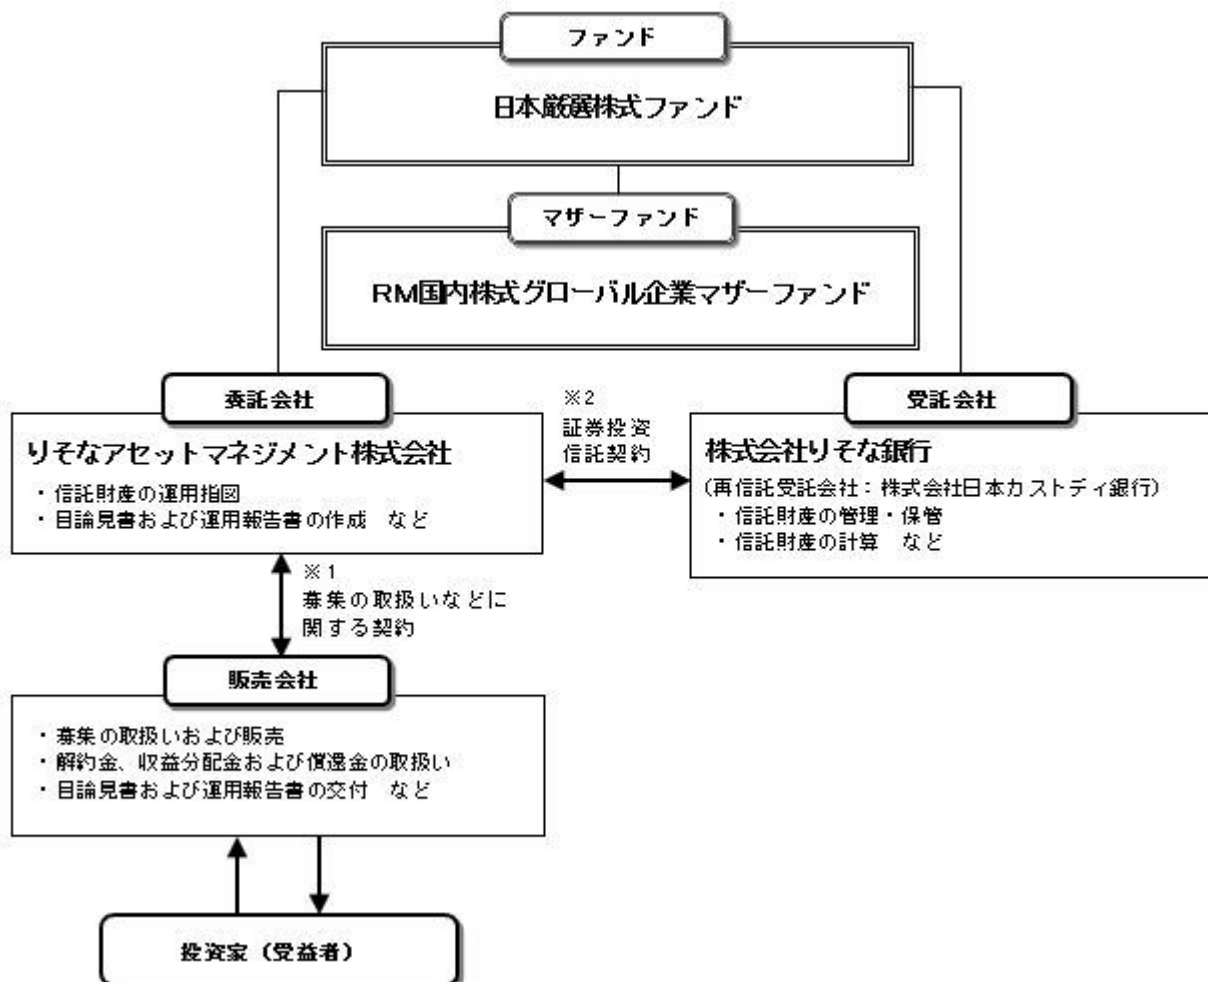 ファンド
日本厳選株式ファンド
マザーファンド
RM国内株式グローバル企業マザーファンド
委託会社
りそなアセットマネジメント株式会社
・信託財産の運用指図
・目論見書および運用報告書の作成　など
※2
証券投資
信託契約
受託会社
株式会社りそな銀行
(再信託受託会社：株式会社日本カストディ銀行)
・信託財産の管理・保管
・信託財産の計算　など
※1
募集の取扱いなどに
関する契約
販売会社
・募集の取扱いおよび販売
・解約金、収益分配金および償還金の取扱い
・目論見書および運用報告書の交付　など
投資家（受益者）